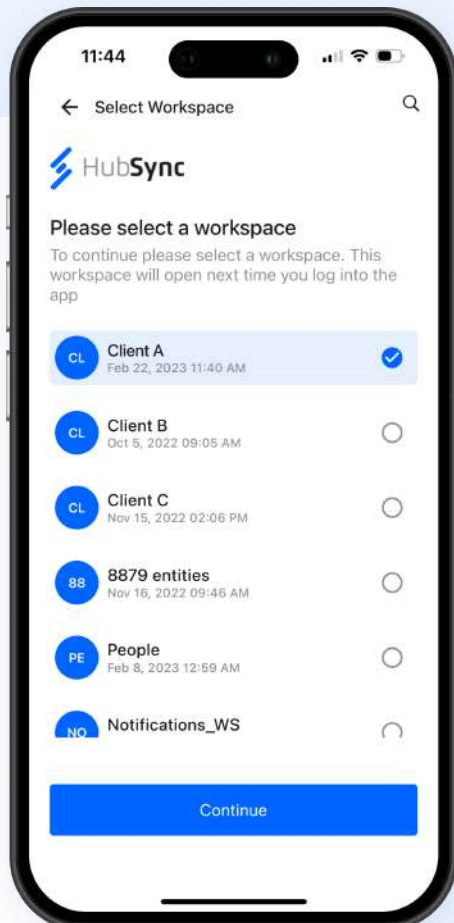 11:44
Select Workspace
HubSync
Please select a workspace
To continue please select a workspace. This
workspace will open next time you log into the
app
CL
Client A
Feb 22, 2023 11:40 AM
CL
Client B
Oct 5, 2022 09:05 AM
CL
Client C
Nov 15, 2022 02:06 PM
88
8879 entities
Nov 16, 2022 09:46 AM
PE
People
Feb 8, 2023 12:59 AM
NO
Notifications_WS
Continue